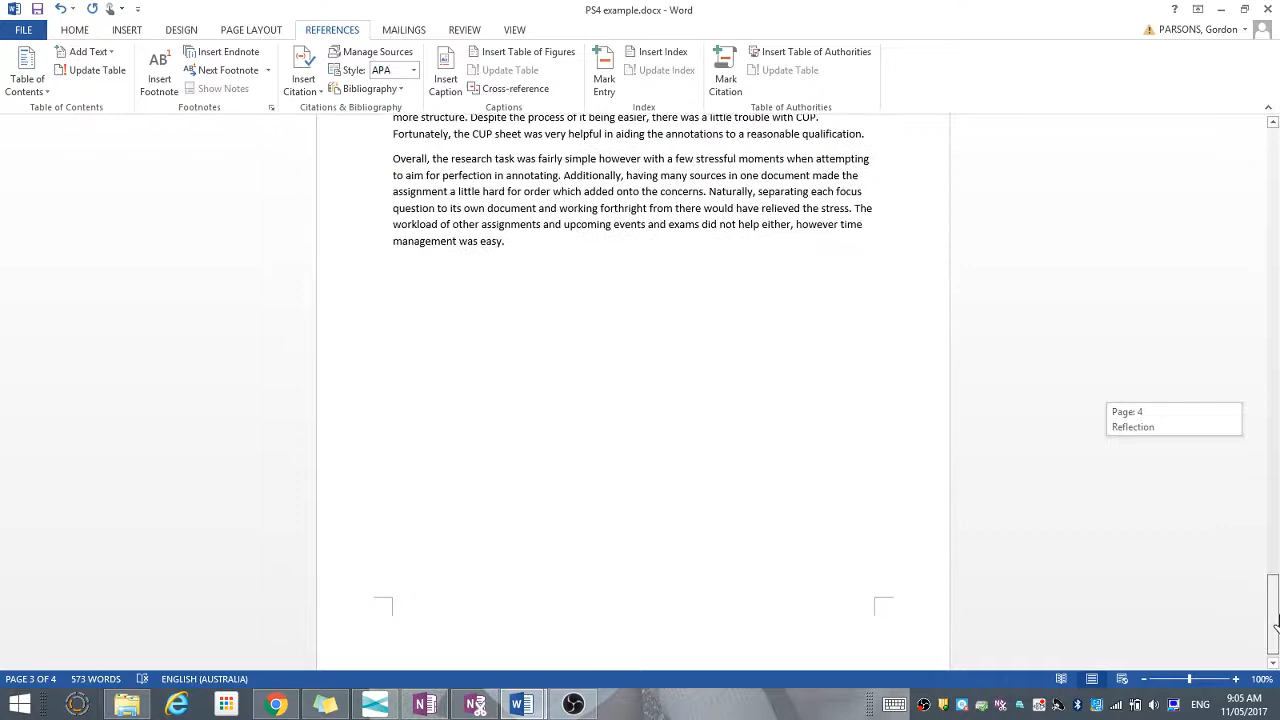 PS4 example.docx - Word
FILE HOME INSERT DESIGN PAGE LAYOUT REFERENCES MAILINGS REVIEW VIEW PARSONS, Gordon
Table of Contents
Add Text
Update Table
Table of Contents
AB1
Insert Footnote
Insert Endnote
Next Footnote
Show Notes
Footnotes
Insert Citation
Manage Sources
Style: APA
Bibliography
Citations & Bibliography
Insert Caption
Insert Table of Figures
Update Table
Cross-reference
Captions
Mark Entry
Insert Index
Update Index
Index
Mark Citation
Insert Table of Authorities
Update Table
Table of Authorities
more structure. Despite the process of it being easier, there was a little trouble with CUP.
Fortunately, the CUP sheet was very helpful in aiding the annotations to a reasonable qualification.
Overall, the research task was fairly simple however with a few stressful moments when attempting
to aim for perfection in annotating. Additionally, having many sources in one document made the
assignment a little hard for order which added onto the concerns. Naturally, separating each focus
question to its own document and working forthright from there would have relieved the stress. The
workload of other assignments and upcoming events and exams did not help either, however time
management was easy.
Page: 4
Reflection
PAGE 3 OF 4 573 WORDS ENGLISH (AUSTRALIA) 100%
ENG
9:05 AM
11/05/2017